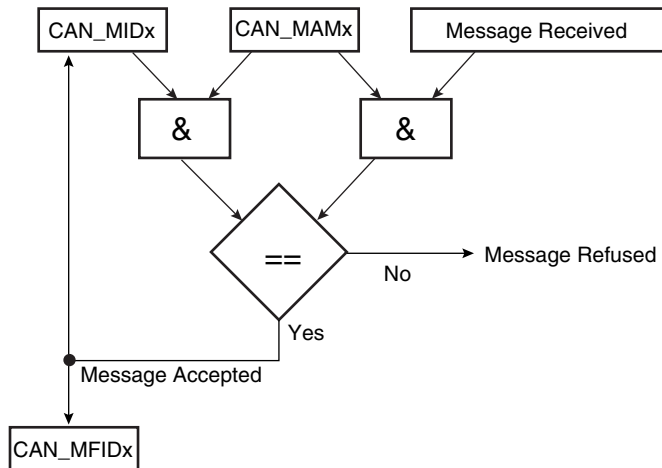 CAN_MIDx
CAN_MAMx
Message Received
&
&
==
No
Message Refused
Yes
Message Accepted
CAN_MFIDx